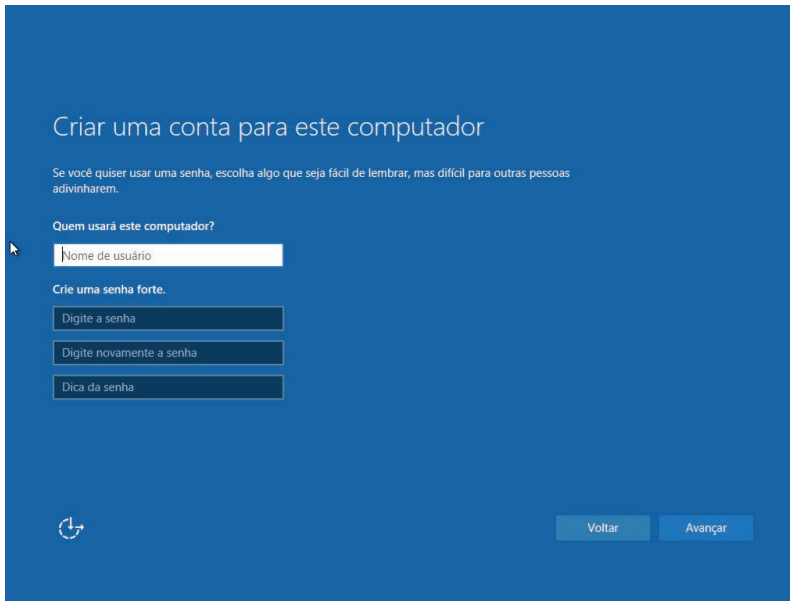 Criar uma conta para este computador
Se você quiser usar uma senha, escolha algo que seja fácil de lembrar, mas difícil para outras pessoas
adivinharem.
Quem usará este computador?
Nome de usuário
Crie uma senha forte.
Digite a senha
Digite novamente a senha
Dica da senha
Voltar
Avançar